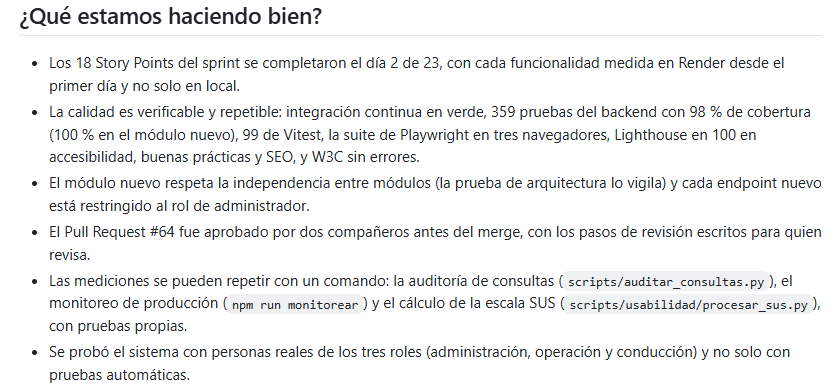 ¿Qué estamos haciendo bien?
• Los 18 Story Points del sprint se completaron el día 2 de 23, con cada funcionalidad medida en Render desde el
primer día y no solo en local.
• La calidad es verificable y repetible: integración continua en verde, 359 pruebas del backend con 98 % de cobertura
(100 % en el módulo nuevo), 99 de Vitest, la suite de Playwright en tres navegadores, Lighthouse en 100 en
accesibilidad, buenas prácticas y SEO, y W3C sin errores.
• El módulo nuevo respeta la independencia entre módulos (la prueba de arquitectura lo vigila) y cada endpoint nuevo
está restringido al rol de administrador.
• El Pull Request #64 fue aprobado por dos compañeros antes del merge, con los pasos de revisión escritos para quien
revisa.
• Las mediciones se pueden repetir con un comando: la auditoría de consultas ( scripts/auditar_consultas.py ), el
monitoreo de producción ( npm run monitorear ) y el cálculo de la escala SUS ( scripts/usabilidad/procesar_sus.py ),
con pruebas propias.
• Se probó el sistema con personas reales de los tres roles (administración, operación y conducción) y no solo con
pruebas automáticas.